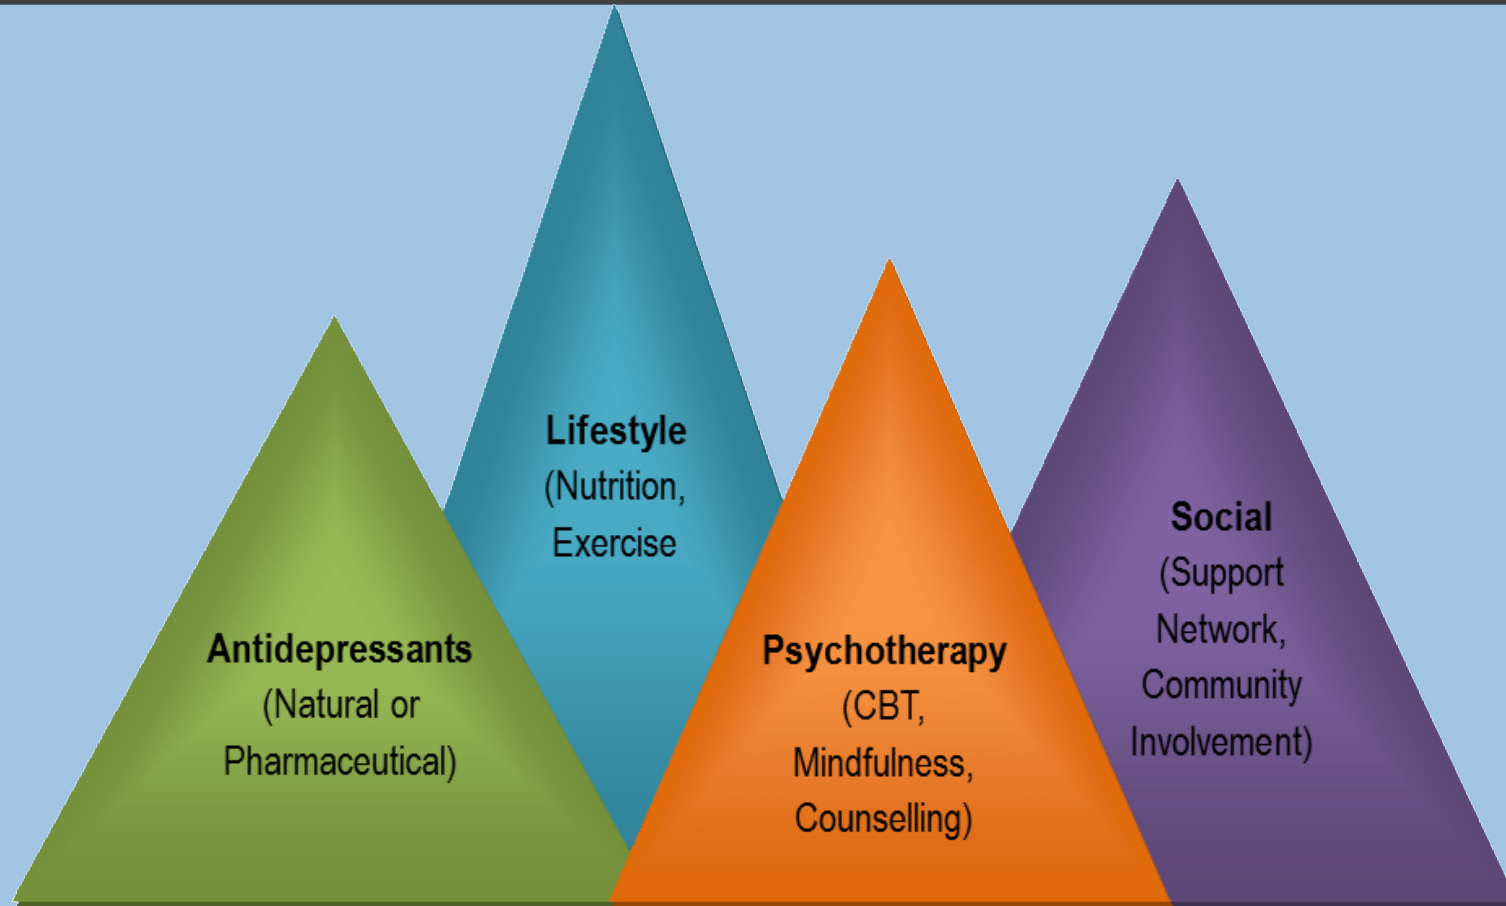 Antidepressants
(Natural or
Pharmaceutical)
Lifestyle
(Nutrition,
Exercise
Psychotherapy
(CBT,
Mindfulness,
Counselling)
Social
(Support
Network,
Community
Involvement)